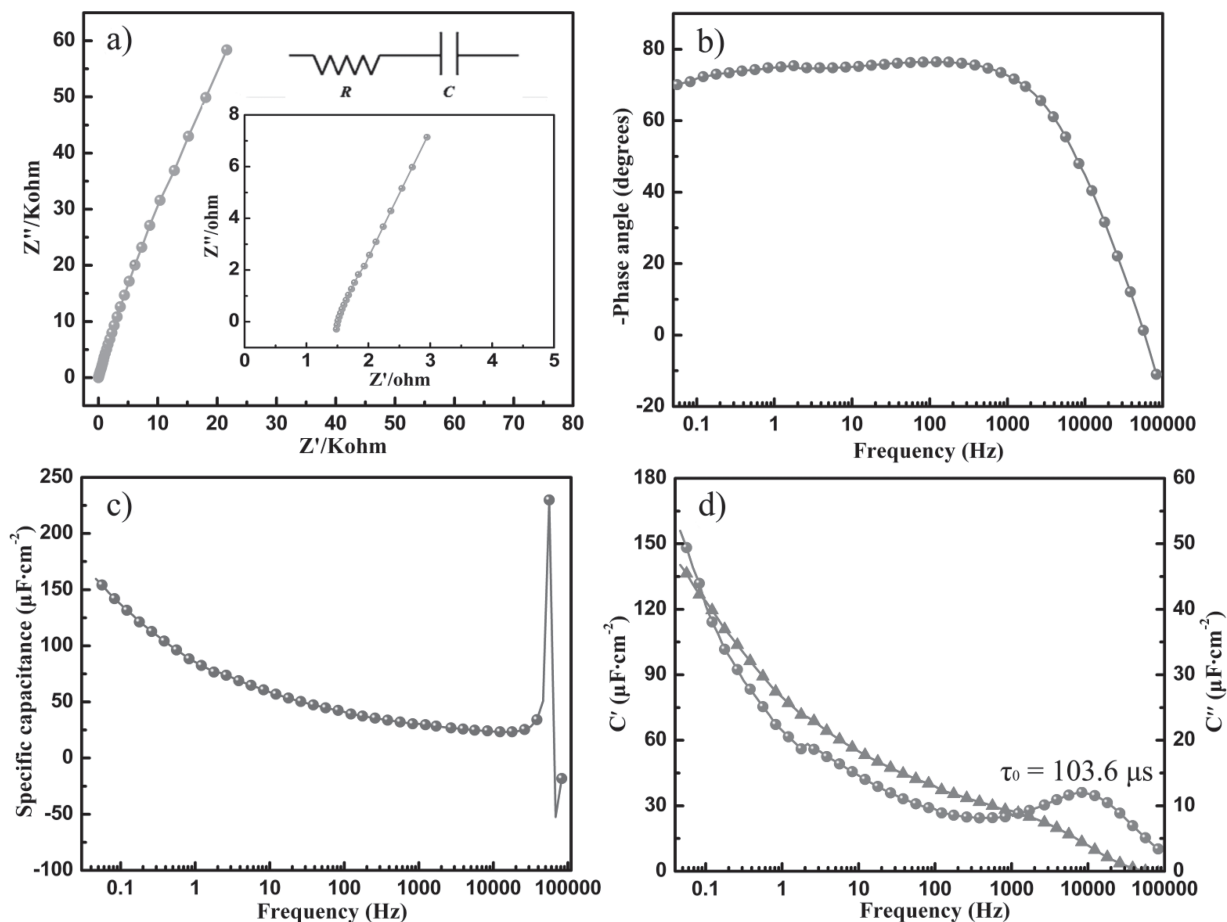 a)
Z''/Kohm
60
50
40
30
20
10
0
R C
Z''/ohm
8
6
4
2
0
0 1 2 3 4 5
Z'/ohm
0 10 20 30 40 50 60 70 80
Z'/Kohm
b)
-Phase angle (degrees)
100
80
60
40
20
0
-20
0.1 1 10 100 1000 10000 100000
Frequency (Hz)
c)
Specific capacitance (μF·cm-2)
250
200
150
100
50
0
-50
-100
0.1 1 10 100 1000 10000 100000
Frequency (Hz)
d)
C' (μF·cm-2)
180
150
120
90
60
30
0
τ0 = 103.6 μs
60
50
40
30
20
10
0
C'' (μF·cm-2)
0.1 1 10 100 1000 10000 100000
Frequency (Hz)